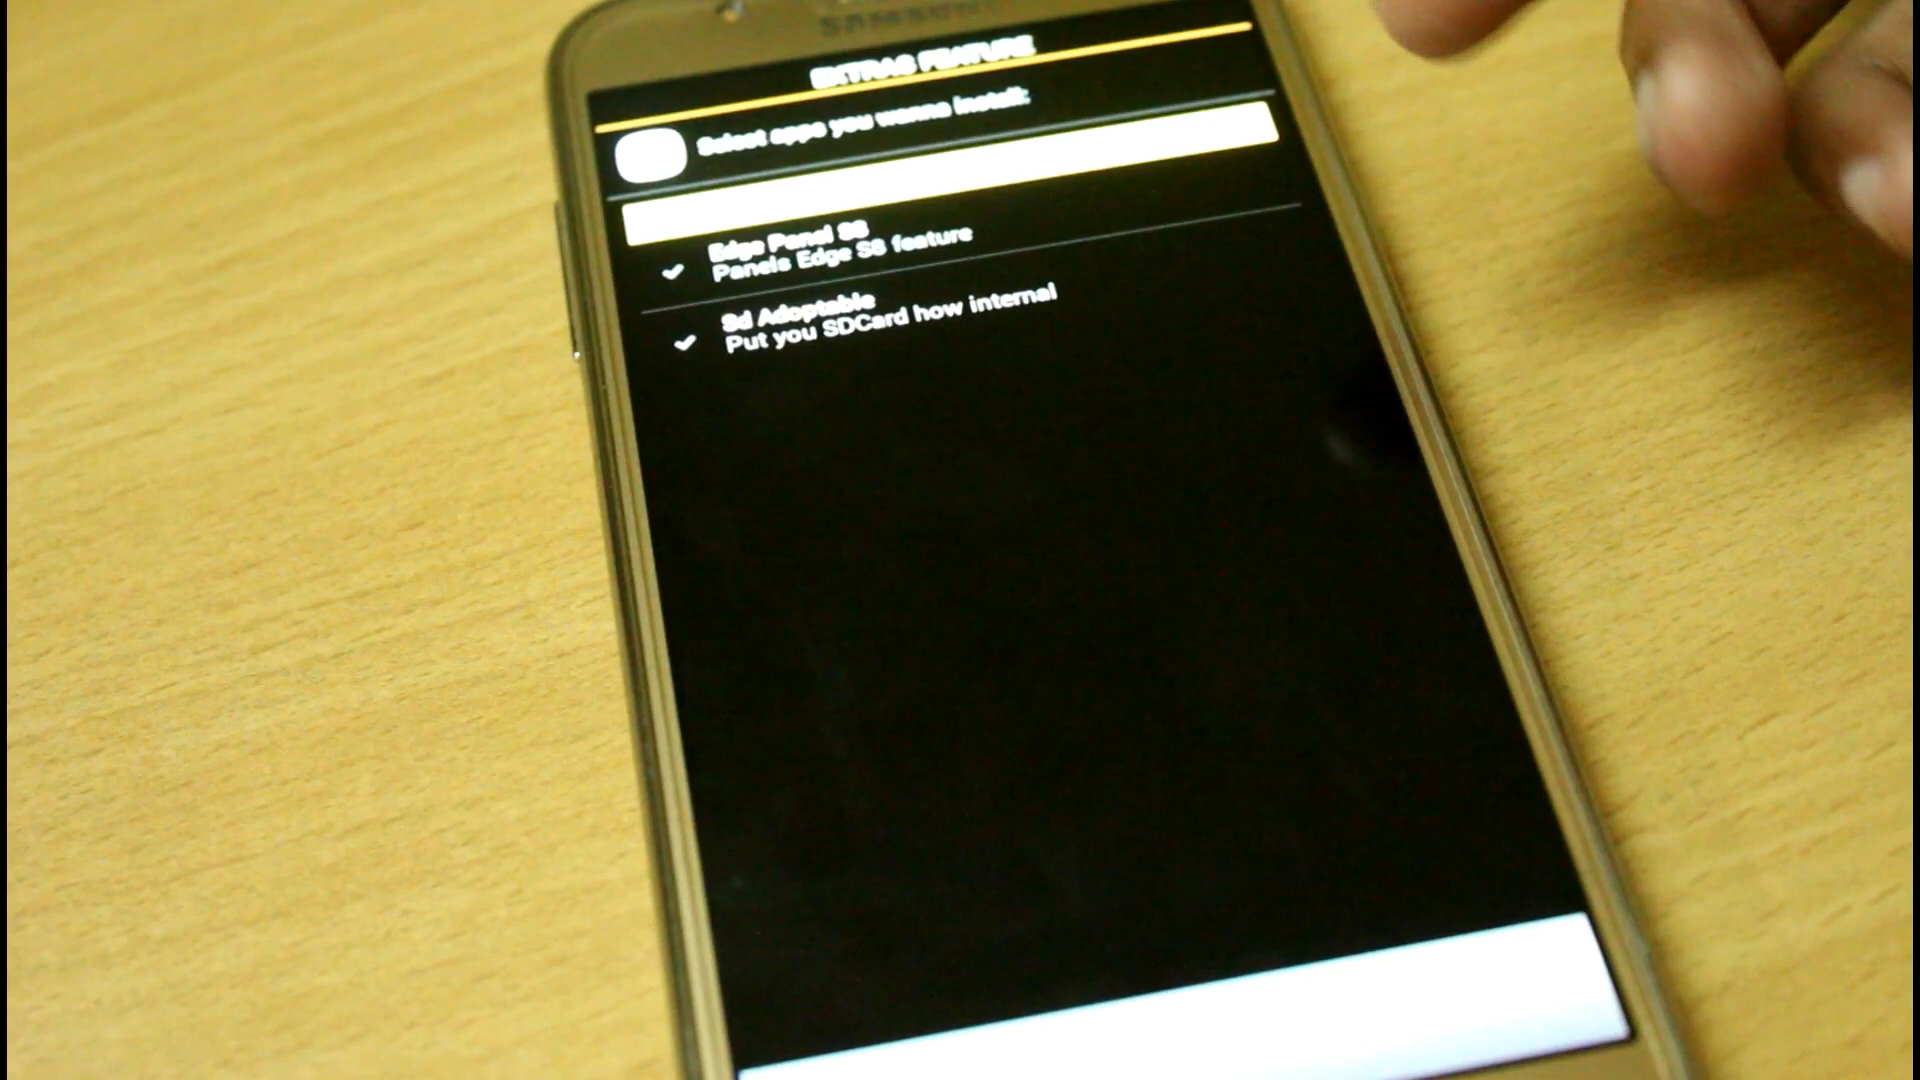 SAMSUNG
EXTRAS FEATURE
Select apps you wanna install:
Edge Panel S8
Panels Edge S8 feature
Sd Adoptable
Put you SDCard how internal